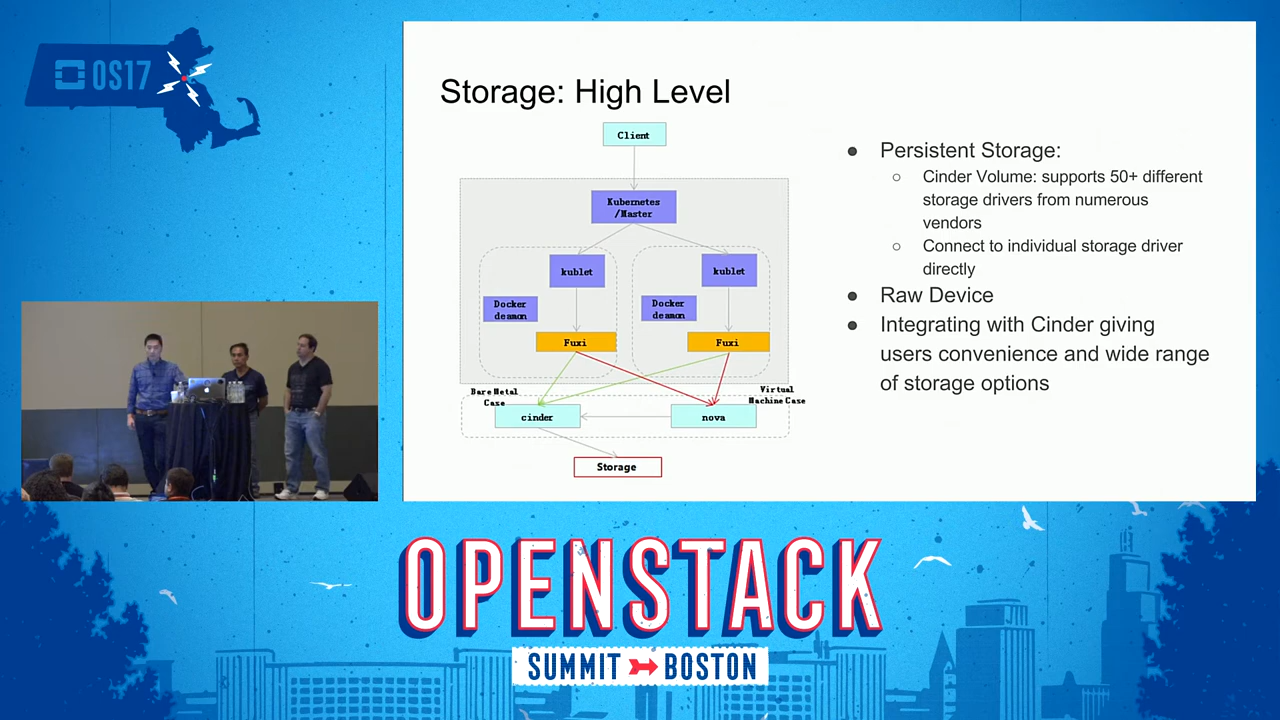 OS17
Storage: High Level
Client
Kubernetes
/Master
kublet
kublet
Docker
deamon
Docker
deamon
Fuxi
Fuxi
Bare Metal
Case
Virtual
Machine Case
cinder
nova
Storage
● Persistent Storage:
○ Cinder Volume: supports 50+ different
storage drivers from numerous
vendors
○ Connect to individual storage driver
directly
● Raw Device
● Integrating with Cinder giving
users convenience and wide range
of storage options
OPENSTACK
SUMMIT BOSTON